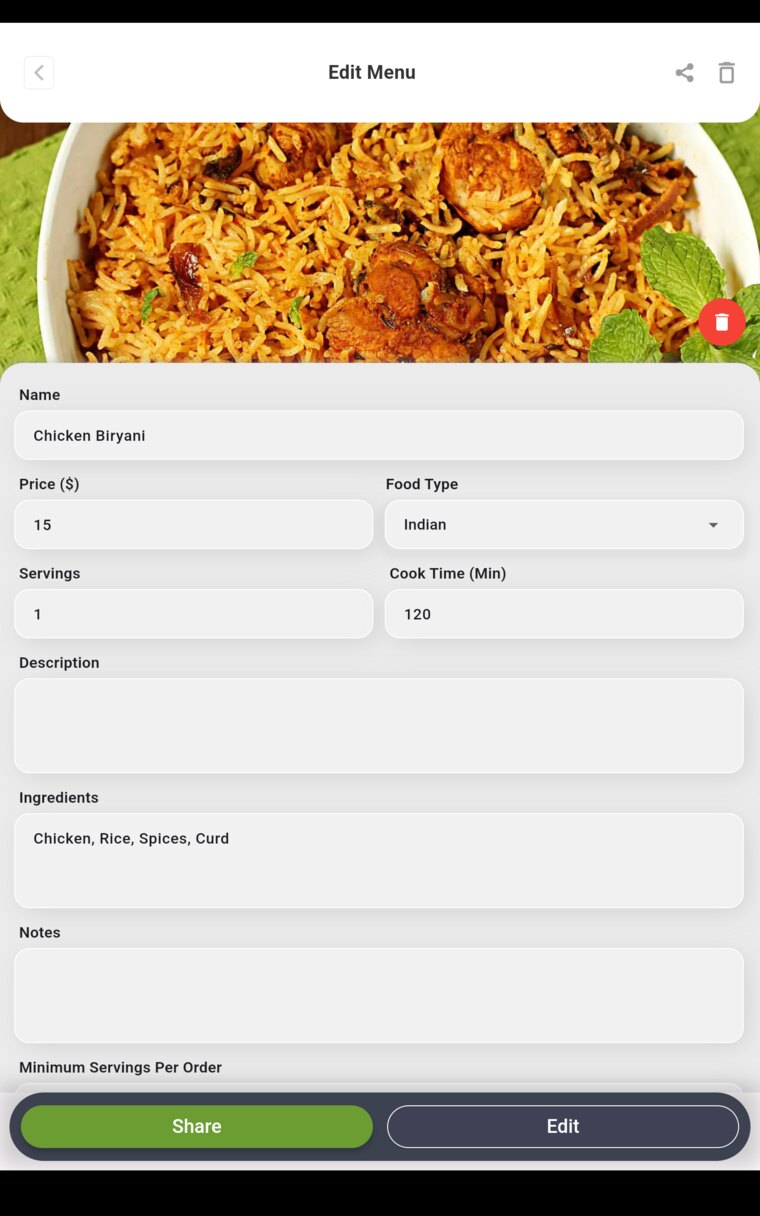 Edit Menu
Name
Chicken Biryani
Price ($)
Food Type
15
Indian
Servings
Cook Time (Min)
1
120
Description
Ingredients
Chicken, Rice, Spices, Curd
Notes
Minimum Servings Per Order
Share
Edit